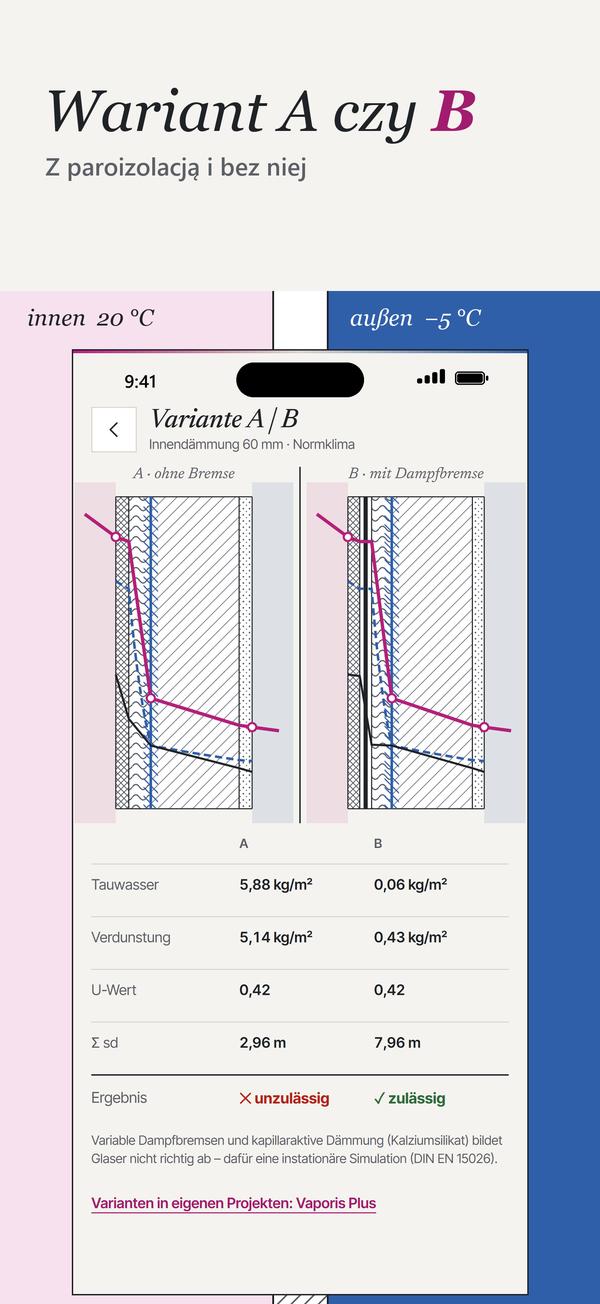 Wariant A czy B
Z paroizolacją i bez niej
innen 20 °C
außen −5 °C
9:41
Variante A / B
Innendämmung 60 mm · Normklima
A · ohne Bremse
B · mit Dampfbremse
A B
Tauwasser 5,88 kg/m² 0,06 kg/m²
Verdunstung 5,14 kg/m² 0,43 kg/m²
U-Wert 0,42 0,42
Σ sd 2,96 m 7,96 m
Ergebnis ✕ unzulässig ✓ zulässig
Variable Dampfbremsen und kapillaraktive Dämmung (Kalziumsilikat) bildet
Glaser nicht richtig ab – dafür eine instationäre Simulation (DIN EN 15026).
Varianten in eigenen Projekten: Vaporis Plus